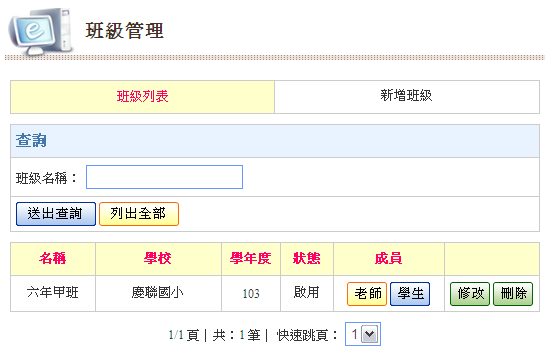 班級管理
班級列表 新增班級
查詢
班級名稱：
送出查詢 列出全部
名稱 學校 學年度 狀態 成員
六年甲班 慶聯國小 103 啟用 老師 學生 修改 刪除
1/1 頁 | 共：1 筆 | 快速跳頁： 1